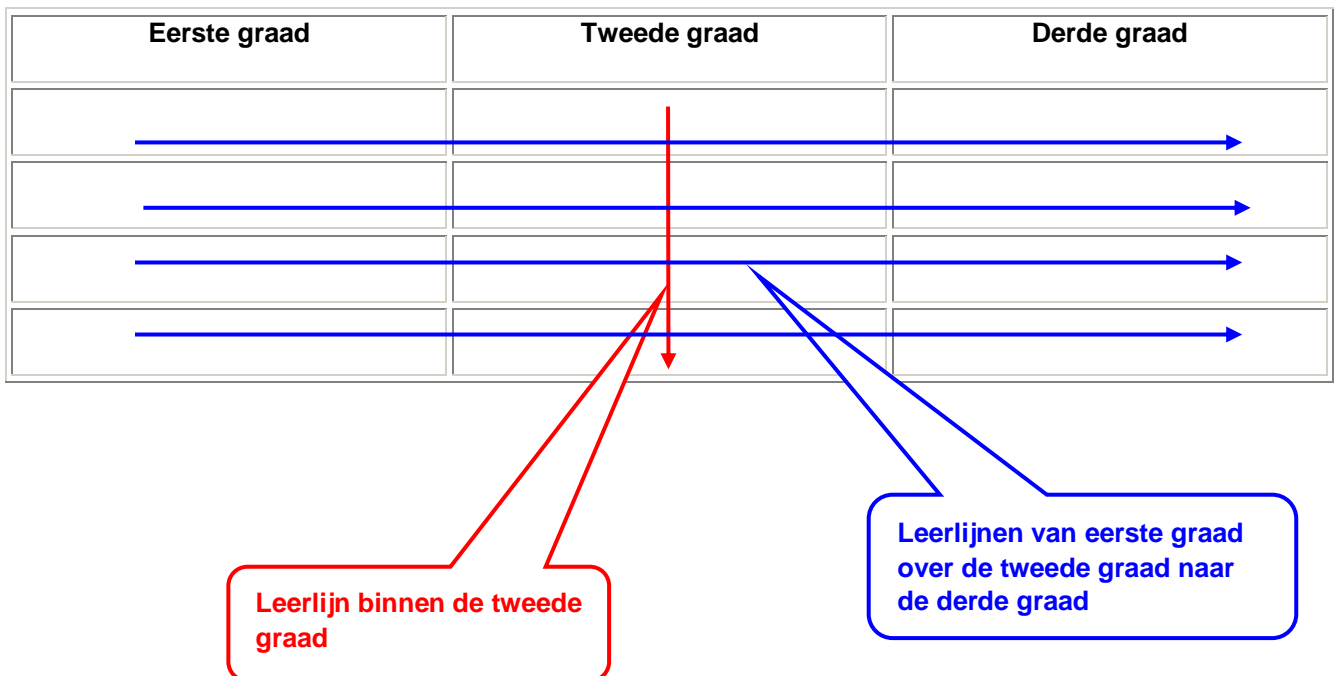 Eerste graad
Tweede graad
Derde graad
Leerlijnen van eerste graad
over de tweede graad naar
de derde graad
Leerlijn binnen de tweede
graad